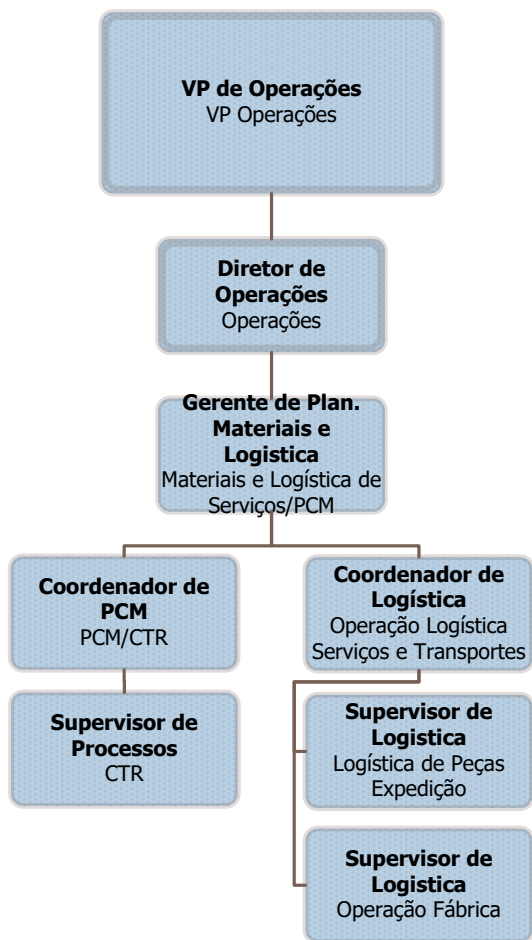 VP de Operações
VP Operações
Diretor de
Operações
Operações
Gerente de Plan.
Materiais e
Logistica
Materiais e Logística de
Serviços/PCM
Coordenador de
PCM
PCM/CTR
Supervisor de
Processos
CTR
Coordenador de
Logística
Operação Logística
Serviços e Transportes
Supervisor de
Logistica
Logística de Peças
Expedição
Supervisor de
Logistica
Operação Fábrica